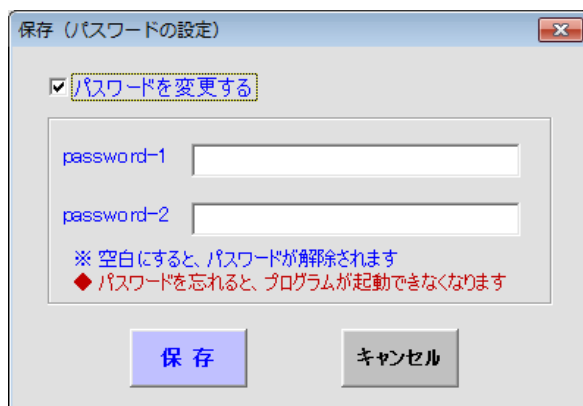 保存（パスワードの設定）
パスワードを変更する
password-1
password-2
※ 空白にすると、パスワードが解除されます
◆ パスワードを忘れると、プログラムが起動できなくなります
保 存
キャンセル